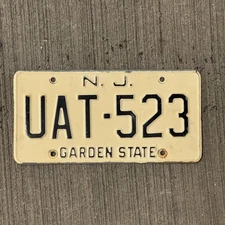 N. J.
UAT-523
GARDEN STATE